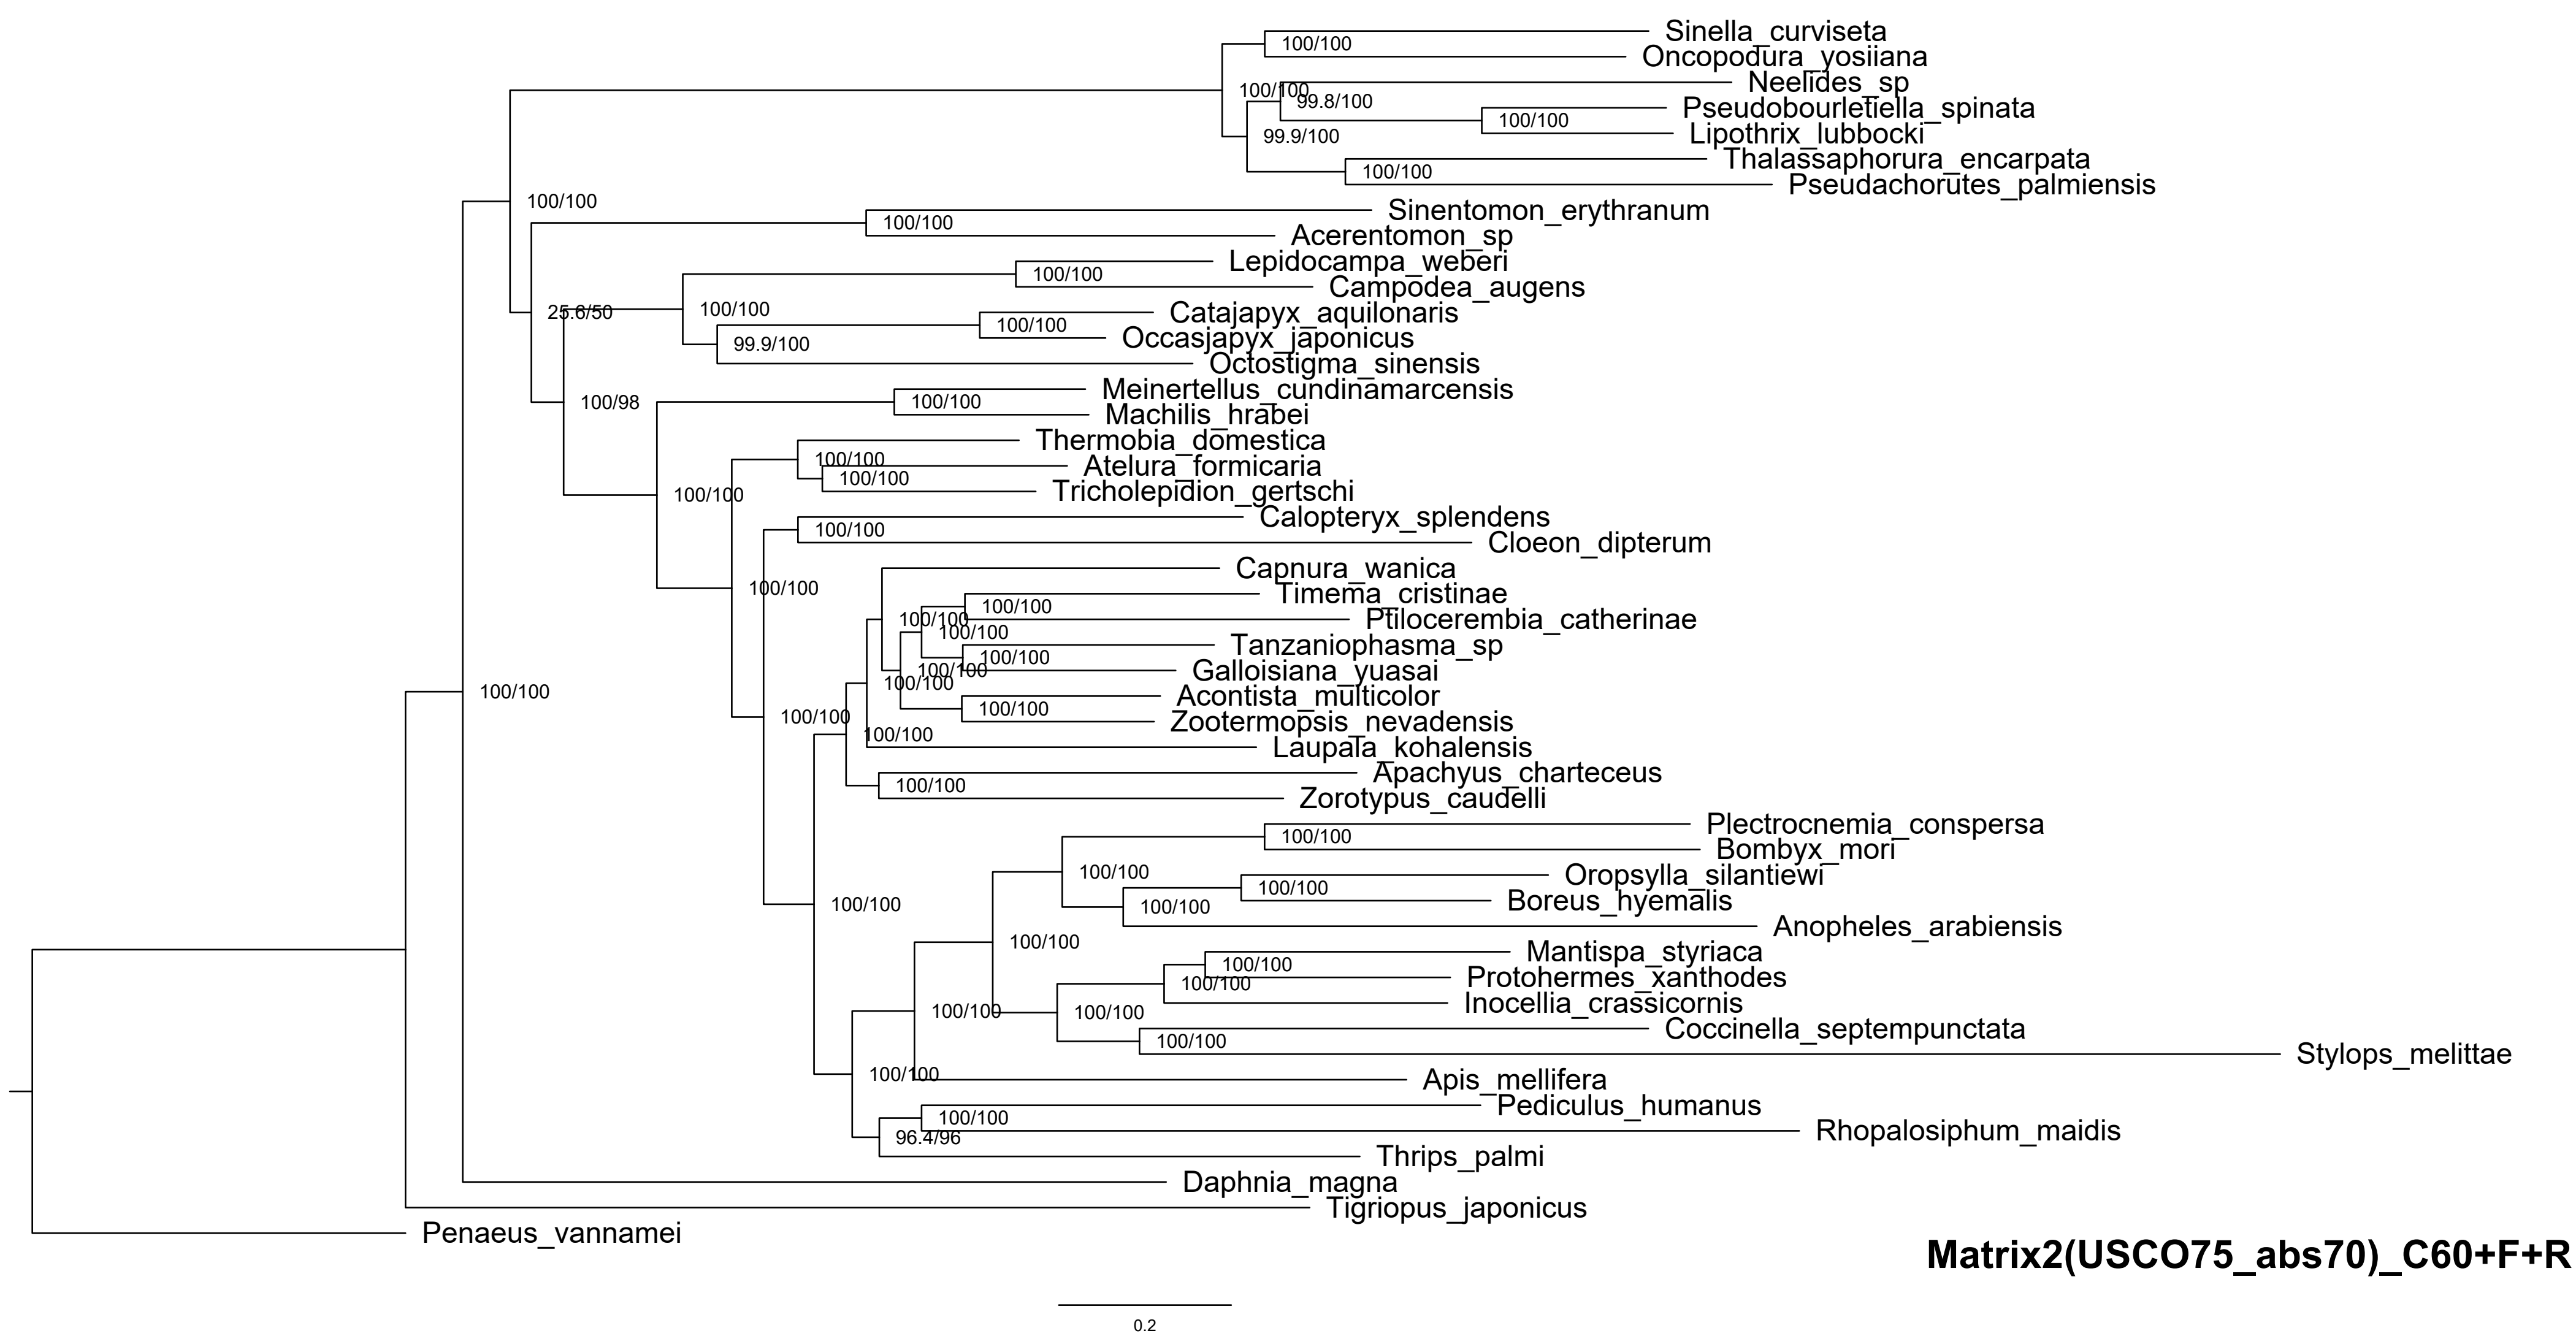 Sinella_curviseta
100/100
Oncopodura_yosiiana
Neelides_sp
100/100
99.8/100
Pseudobourletiella_spinata
100/100
Lipothrix_lubbocki
99.9/100
Thalassaphorura_encarpata
100/100
Pseudachorutes_palmiensis
100/100
Sinentomon_erythranum
100/100
Acerentomon_sp
Lepidocampa_weberi
100/100
Campodea_augens
100/100
25.6/50
Catajapyx_aquilonaris
100/100
Occasjapyx_japonicus
99.9/100
Octostigma_sinensis
Meinertellus_cundinamarcensis
100/98
100/100
Machilis_hrabei
Thermobia_domestica
100/100
Atelura_formicaria
100/100
Tricholepidion_gertschi
100/100
Calopteryx_splendens
100/100
Cloeon_dipterum
Capnura_wanica
100/100
Timema_cristinae
100/100
Ptilocerembia_catherinae
100/100
100/100
Tanzaniophasma_sp
100/100
Galloisiana_yuasai
100/100
100/100
100/100
Acontista_multicolor
100/100
Zootermopsis_nevadensis
100/100
100/100
Laupala_kohalensis
Apachyus_charteceus
100/100
Zorotypus_caudelli
Plectrocnemia_conspersa
100/100
Bombyx_mori
100/100
Oropsylla_silantiewi
100/100
Boreus_hyemalis
100/100
100/100
Anopheles_arabiensis
100/100
Mantispa_styriaca
100/100
Protohermes_xanthodes
100/100
Inocellia_crassicornis
100/100
100/100
Coccinella_septempunctata
100/100
Stylops_melittae
100/100
Apis_mellifera
Pediculus_humanus
100/100
Rhopalosiphum_maidis
96.4/96
Thrips_palmi
Daphnia_magna
Tigriopus_japonicus
Penaeus_vannamei
Matrix2(USCO75_abs70)_C60+F+R
0.2